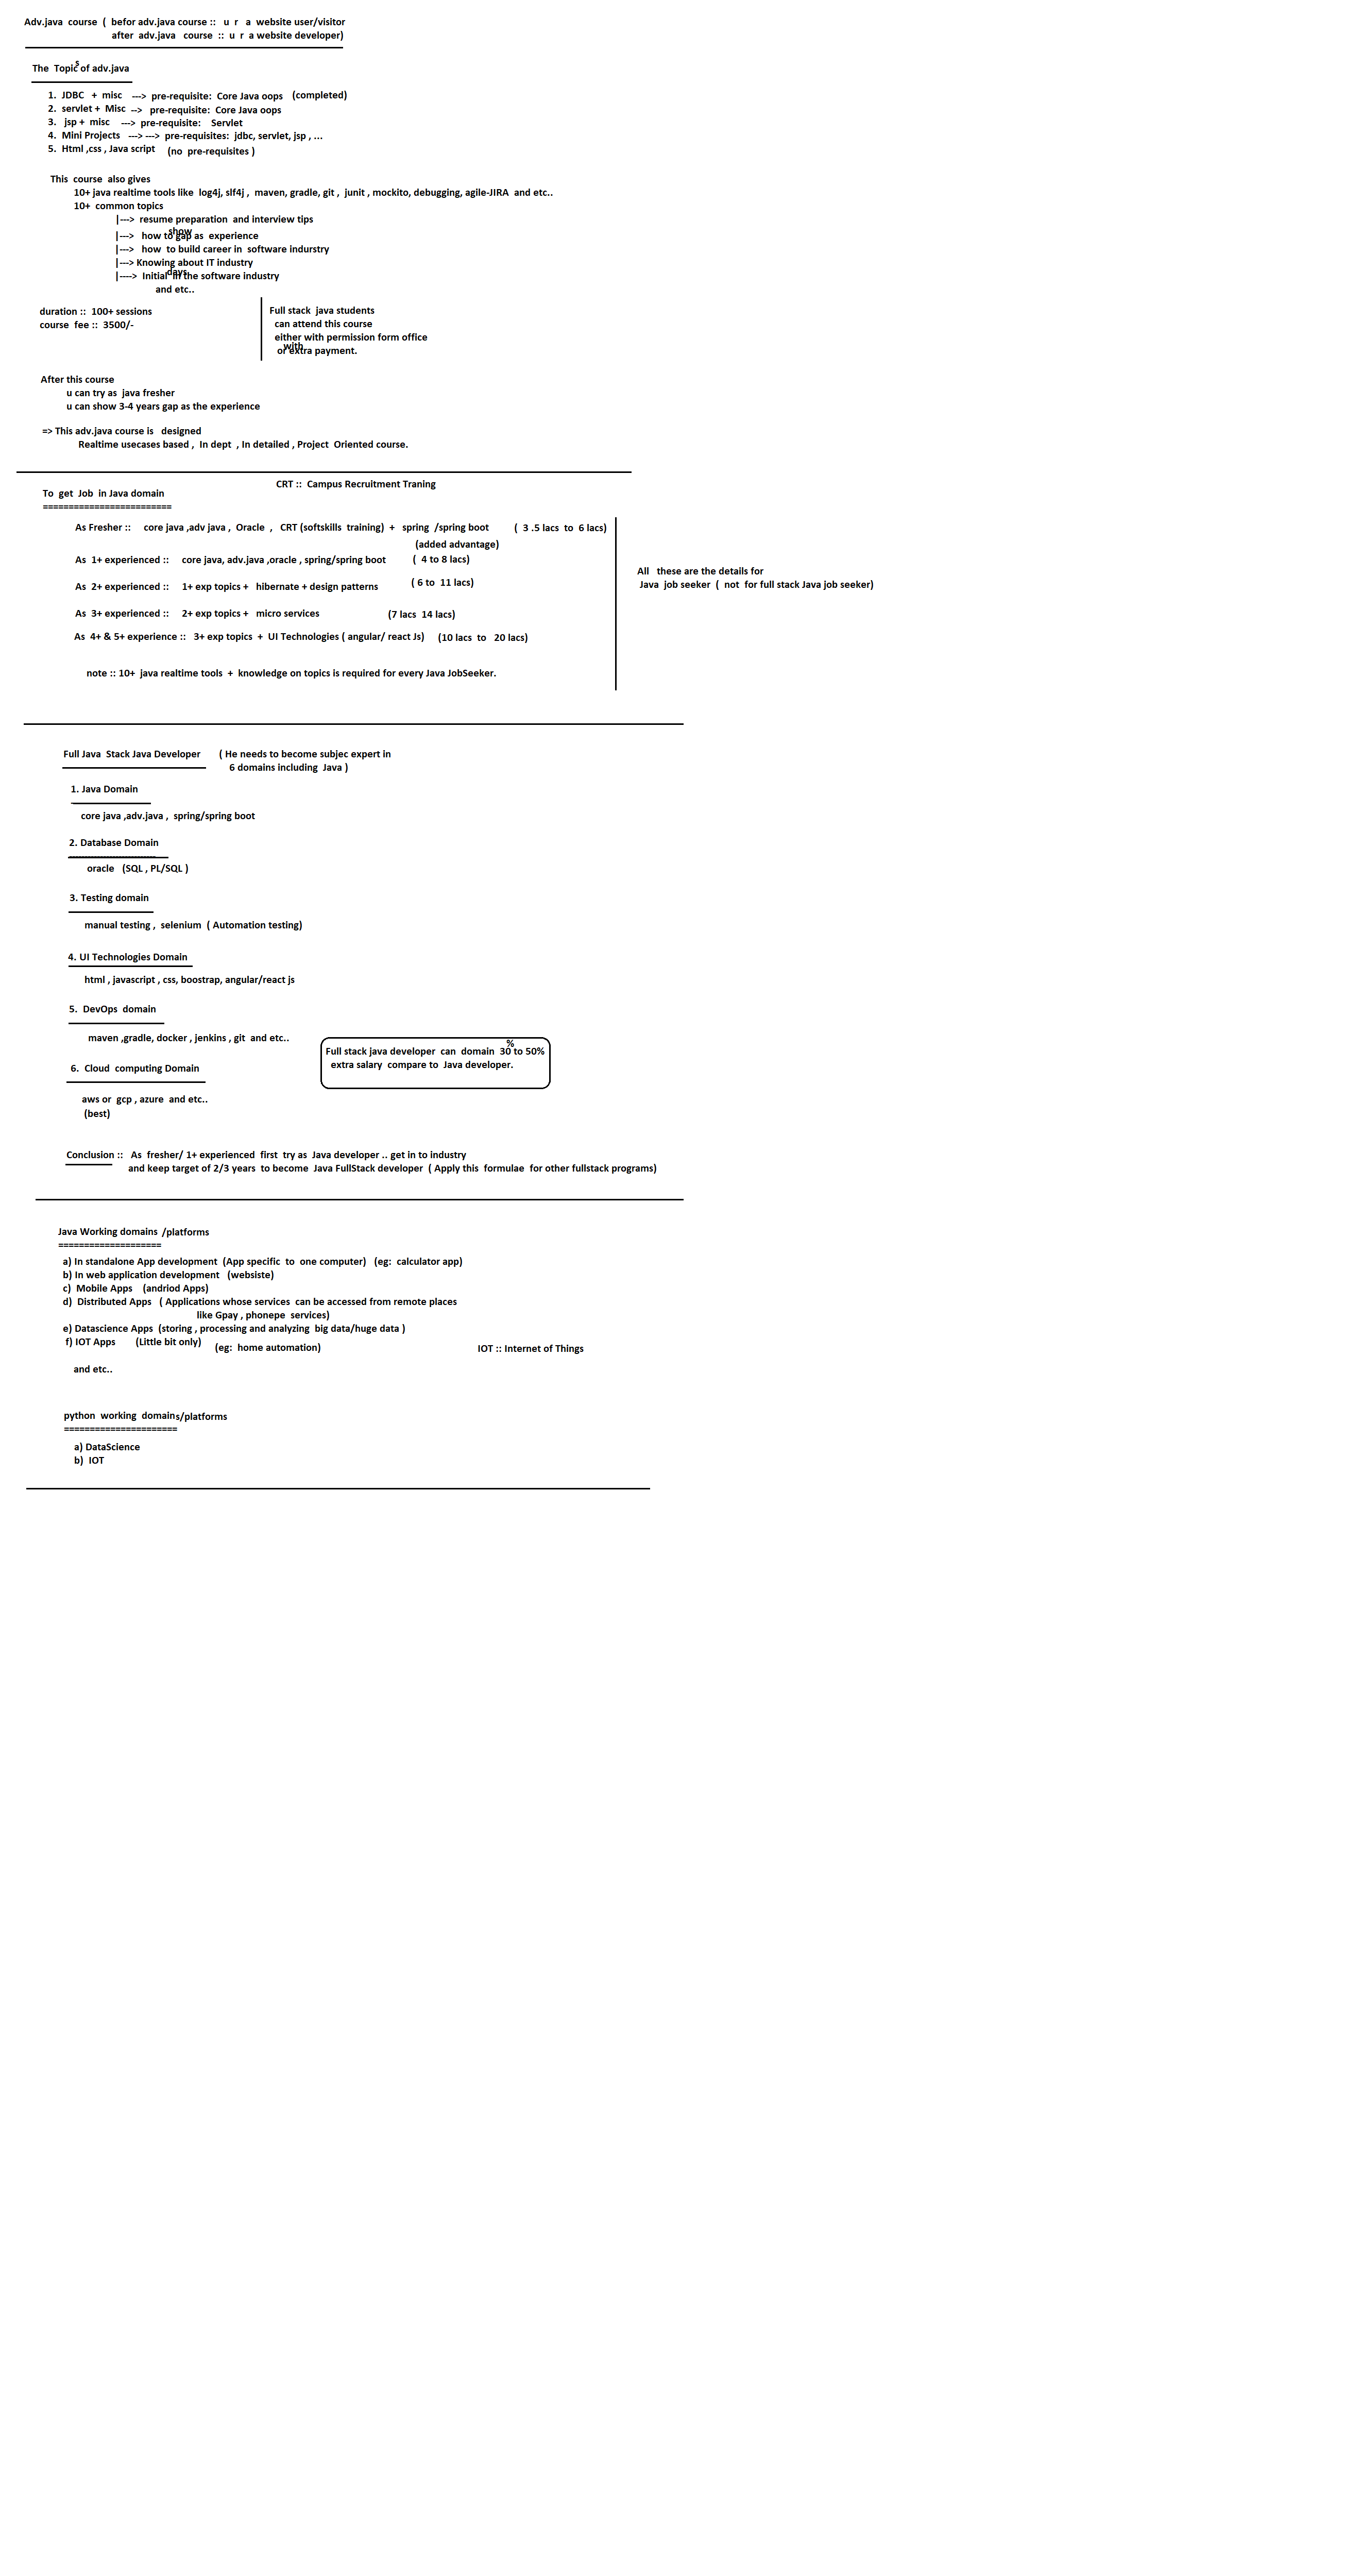 Adv.java course ( befor adv.java course :: u r a website user/visitor
after adv.java course :: u r a website developer)
The Topics of adv.java
1. JDBC + misc ---> pre-requisite: Core Java oops (completed)
2. servlet + Misc --> pre-requisite: Core Java oops
3. jsp + misc ---> pre-requisite: Servlet
4. Mini Projects ---> ---> pre-requisites: jdbc, servlet, jsp , ...
5. Html ,css , Java script (no pre-requisites )
This course also gives
10+ java realtime tools like log4j, slf4j , maven, gradle, git , junit , mockito, debugging, agile-JIRA and etc..
10+ common topics
|---> resume preparation and interview tips
show
|---> how to gap as experience
|---> how to build career in software indurstry
|---> Knowing about IT industry
days
|----> Initial in the software industry
and etc..
duration :: 100+ sessions
course fee :: 3500/-
Full stack java students
can attend this course
either with permission form office
with
or extra payment.
After this course
u can try as java fresher
u can show 3-4 years gap as the experience
=> This adv.java course is designed
Realtime usecases based , In dept , In detailed , Project Oriented course.
CRT :: Campus Recruitment Traning
To get Job in Java domain
=========================
As Fresher :: core java ,adv java , Oracle , CRT (softskills training) + spring /spring boot ( 3 .5 lacs to 6 lacs)
(added advantage)
As 1+ experienced :: core java, adv.java ,oracle , spring/spring boot ( 4 to 8 lacs)
As 2+ experienced :: 1+ exp topics + hibernate + design patterns ( 6 to 11 lacs)
As 3+ experienced :: 2+ exp topics + micro services (7 lacs 14 lacs)
As 4+ & 5+ experience :: 3+ exp topics + UI Technologies ( angular/ react Js) (10 lacs to 20 lacs)
note :: 10+ java realtime tools + knowledge on topics is required for every Java JobSeeker.
All these are the details for
Java job seeker ( not for full stack Java job seeker)
Full Java Stack Java Developer ( He needs to become subjec expert in
6 domains including Java )
1. Java Domain
core java ,adv.java , spring/spring boot
2. Database Domain
oracle (SQL , PL/SQL )
3. Testing domain
manual testing , selenium ( Automation testing)
4. UI Technologies Domain
html , javascript , css, boostrap, angular/react js
5. DevOps domain
maven ,gradle, docker , jenkins , git and etc..
%
Full stack java developer can domain 30 to 50%
extra salary compare to Java developer.
6. Cloud computing Domain
aws or gcp , azure and etc..
(best)
Conclusion :: As fresher/ 1+ experienced first try as Java developer .. get in to industry
and keep target of 2/3 years to become Java FullStack developer ( Apply this formulae for other fullstack programs)
Java Working domains /platforms
====================
a) In standalone App development (App specific to one computer) (eg: calculator app)
b) In web application development (websiste)
c) Mobile Apps (andriod Apps)
d) Distributed Apps ( Applications whose services can be accessed from remote places
like Gpay , phonepe services)
e) Datascience Apps (storing , processing and analyzing big data/huge data )
f) IOT Apps (Little bit only) (eg: home automation) IOT :: Internet of Things
and etc..
python working domains/platforms
======================
a) DataScience
b) IOT